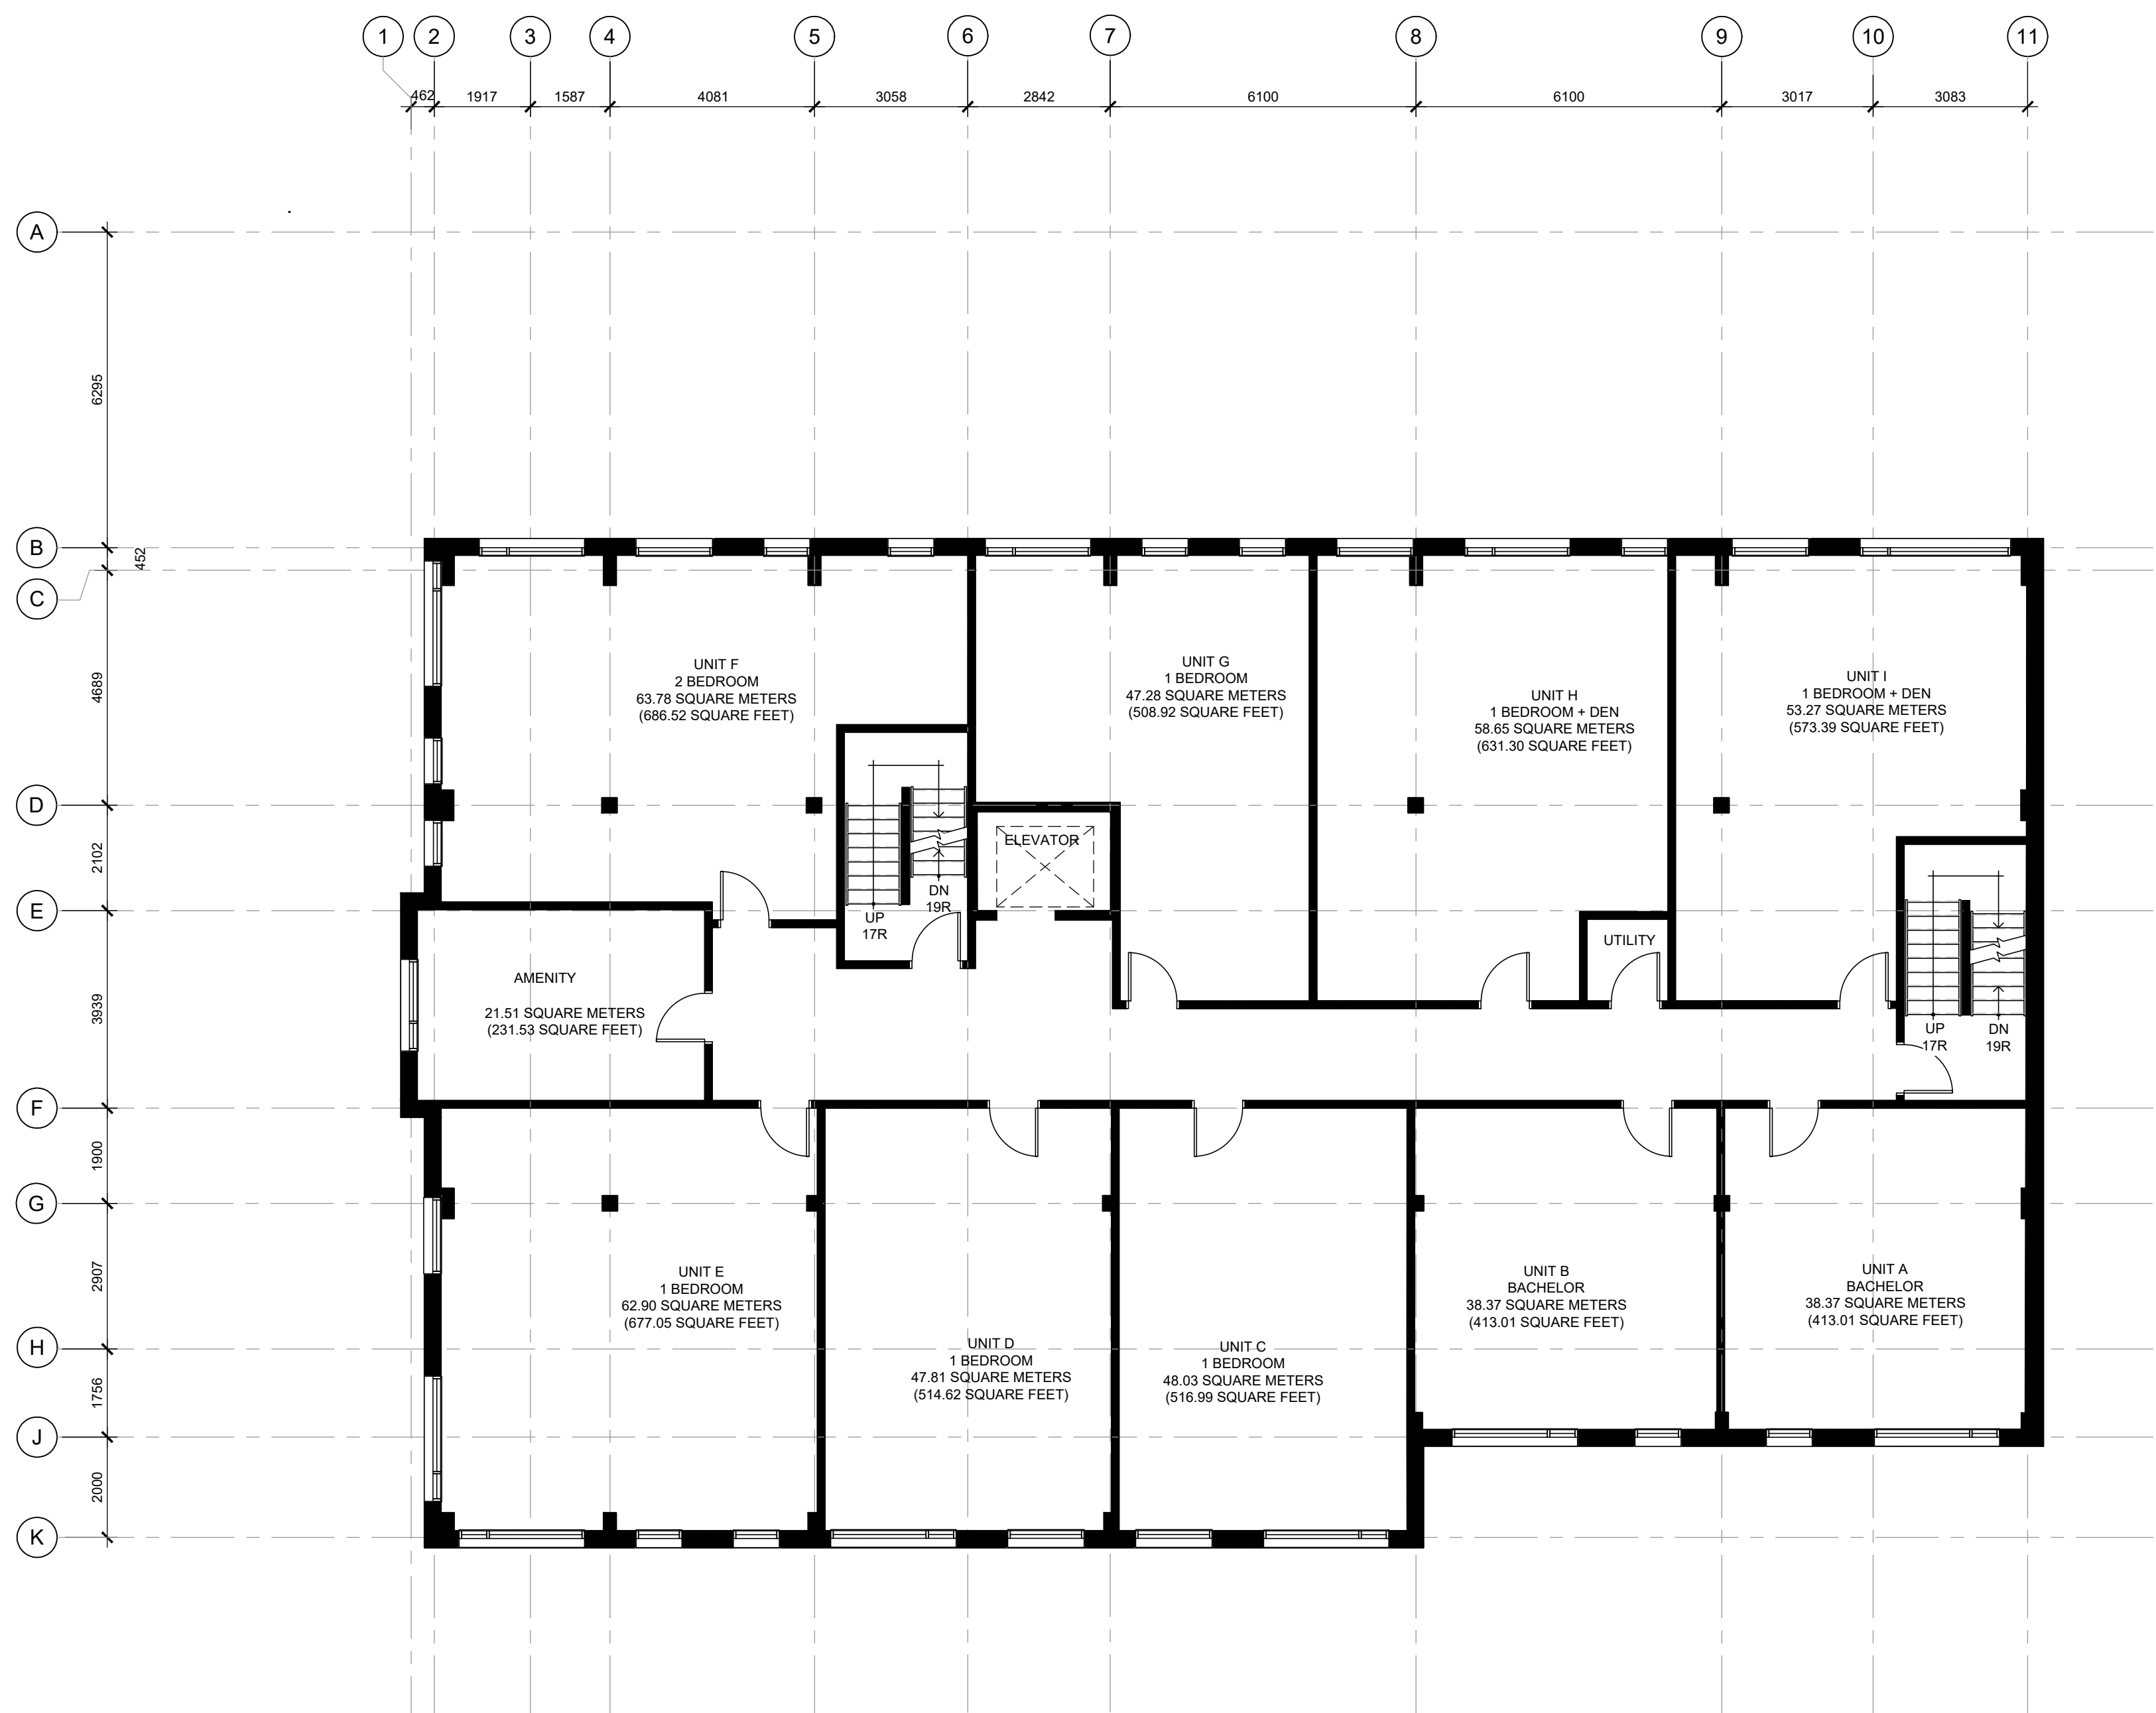 1 2 3 4 5 6 7 8 9 10 11
462 1917 1587 4081 3058 2842 6100 6100 3017 3083
A
6295
B
452
C
4689
D
2102
E
3939
F
1900
G
2907
H
1756
J
2000
K
UNIT F
2 BEDROOM
63.78 SQUARE METERS
(686.52 SQUARE FEET)
UNIT G
1 BEDROOM
47.28 SQUARE METERS
(508.92 SQUARE FEET)
UNIT H
1 BEDROOM + DEN
58.65 SQUARE METERS
(631.30 SQUARE FEET)
UNIT I
1 BEDROOM + DEN
53.27 SQUARE METERS
(573.39 SQUARE FEET)
ELEVATOR
DN
19R
UP
17R
UTILITY
AMENITY
21.51 SQUARE METERS
(231.53 SQUARE FEET)
UP
17R
DN
19R
UNIT E
1 BEDROOM
62.90 SQUARE METERS
(677.05 SQUARE FEET)
UNIT D
1 BEDROOM
47.81 SQUARE METERS
(514.62 SQUARE FEET)
UNIT C
1 BEDROOM
48.03 SQUARE METERS
(516.99 SQUARE FEET)
UNIT B
BACHELOR
38.37 SQUARE METERS
(413.01 SQUARE FEET)
UNIT A
BACHELOR
38.37 SQUARE METERS
(413.01 SQUARE FEET)